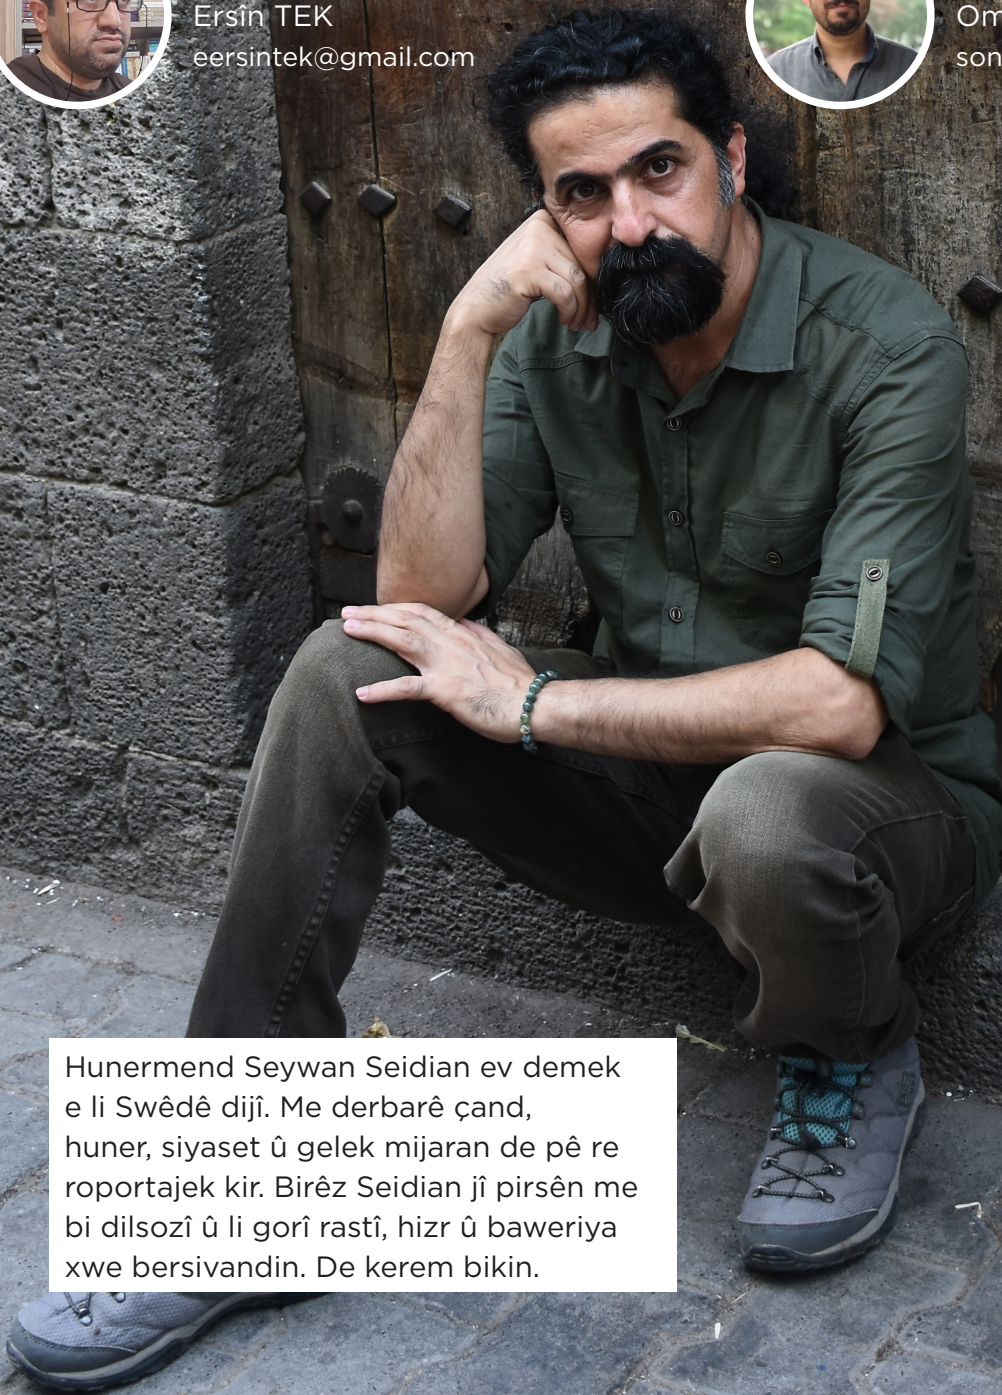 Ersîn TEK
eersintek@gmail.com
Hunermend Seywan Seidian ev demek
e li Swêdê dijî. Me derbarê çand,
huner, siyaset û gelek mijaran de pê re
roportajek kir. Birêz Seidian jî pirsên me
bi dilsozî û li gorî rastî, hizr û baweriya
xwe bersivandin. De kerem bikin.